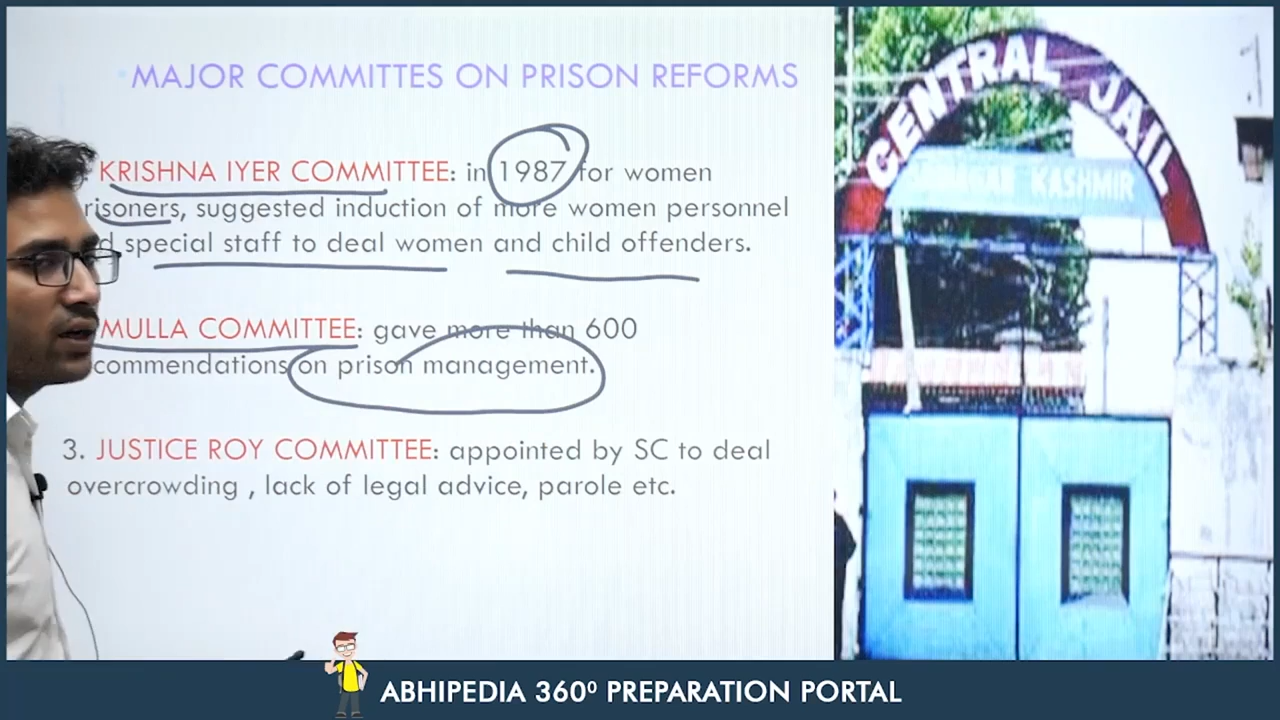 MAJOR COMMITTES ON PRISON REFORMS
KRISHNA IYER COMMITTEE: in 1987 for women
risoners, suggested induction of more women personnel
d special staff to deal women and child offenders.
MULLA COMMITTEE: gave more than 600
commendations on prison management.
3. JUSTICE ROY COMMITTEE: appointed by SC to deal
overcrowding , lack of legal advice, parole etc.
CENTRAL JAIL
KASHMIR
ABHIPEDIA 360⁰ PREPARATION PORTAL